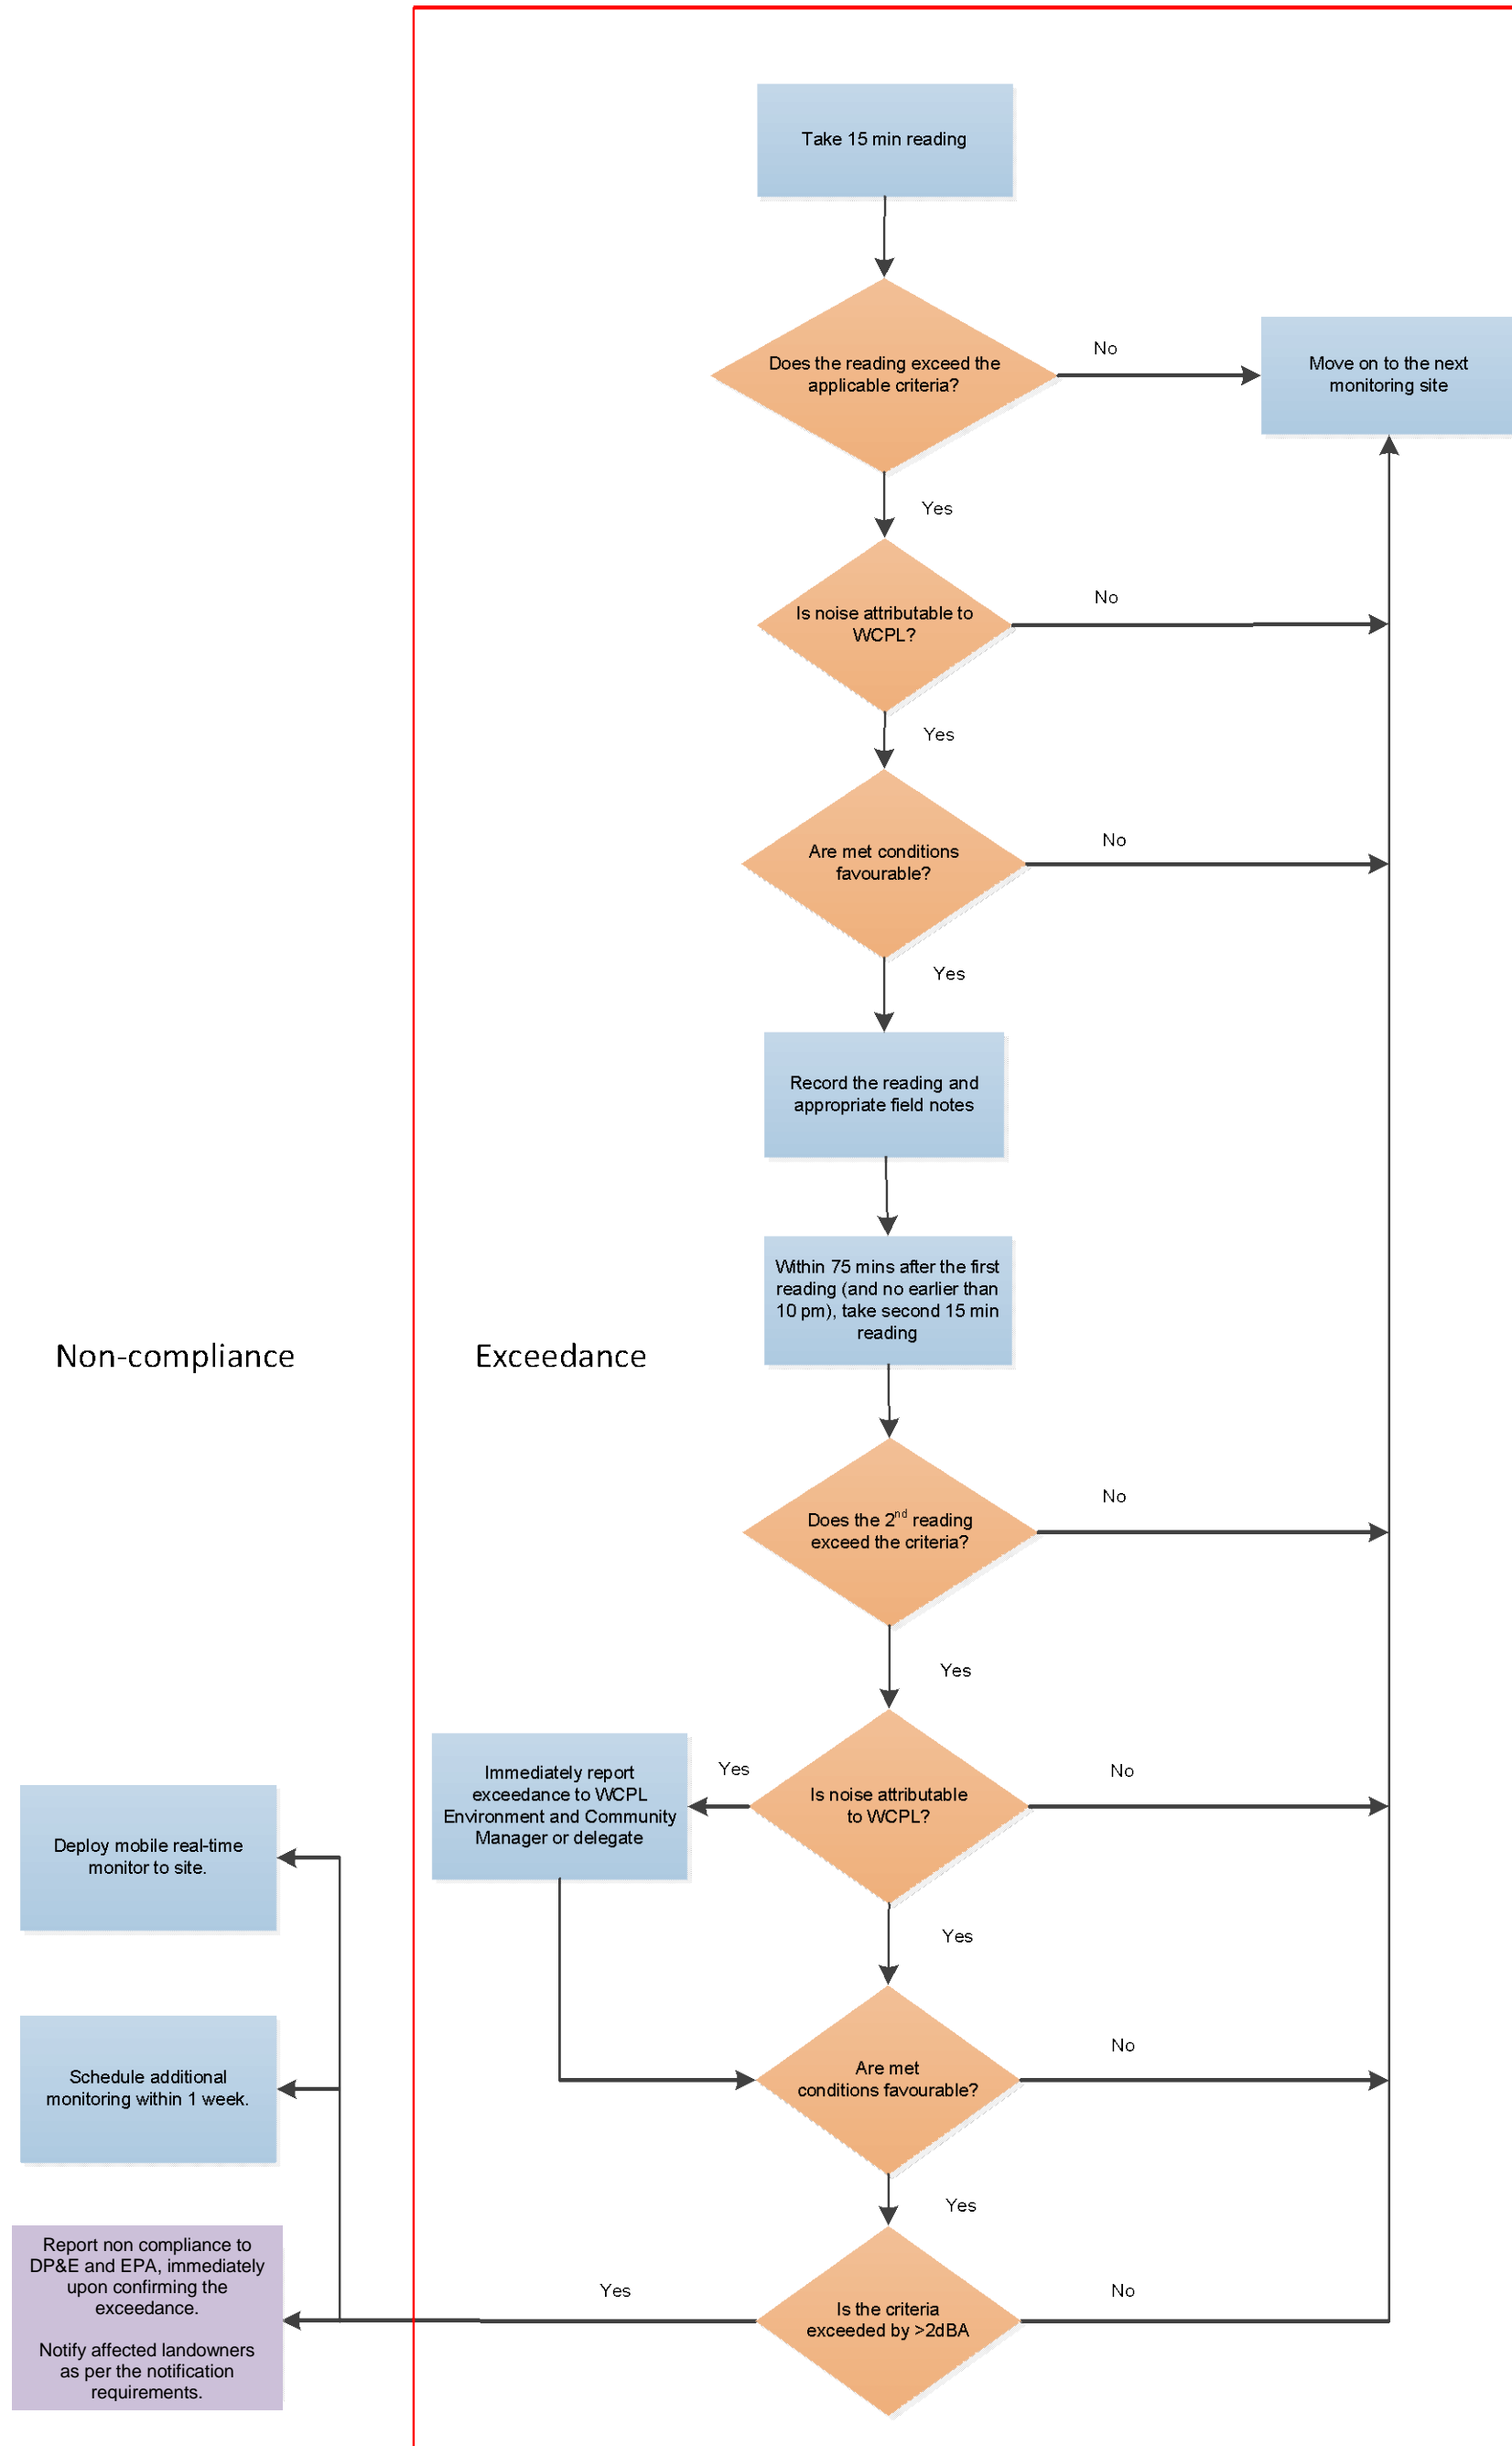 Take 15 min reading
Does the reading exceed the
applicable criteria?
No
Move on to the next
monitoring site
Yes
Is noise attributable to
WCPL?
No
Yes
Are met conditions
favourable?
No
Yes
Record the reading and
appropriate field notes
Within 75 mins after the first
reading (and no earlier than
10 pm), take second 15 min
reading
Non-compliance
Exceedance
Does the 2nd reading
exceed the criteria?
No
Yes
Immediately report
exceedance to WCPL
Environment and Community
Manager or delegate
Yes
Is noise attributable
to WCPL?
No
Deploy mobile real-time
monitor to site.
Yes
Schedule additional
monitoring within 1 week.
Are met
conditions favourable?
No
Yes
Report non compliance to
DP&E and EPA, immediately
upon confirming the
exceedance.
Notify affected landowners
as per the notification
requirements.
Yes
Is the criteria
exceeded by >2dBA
No